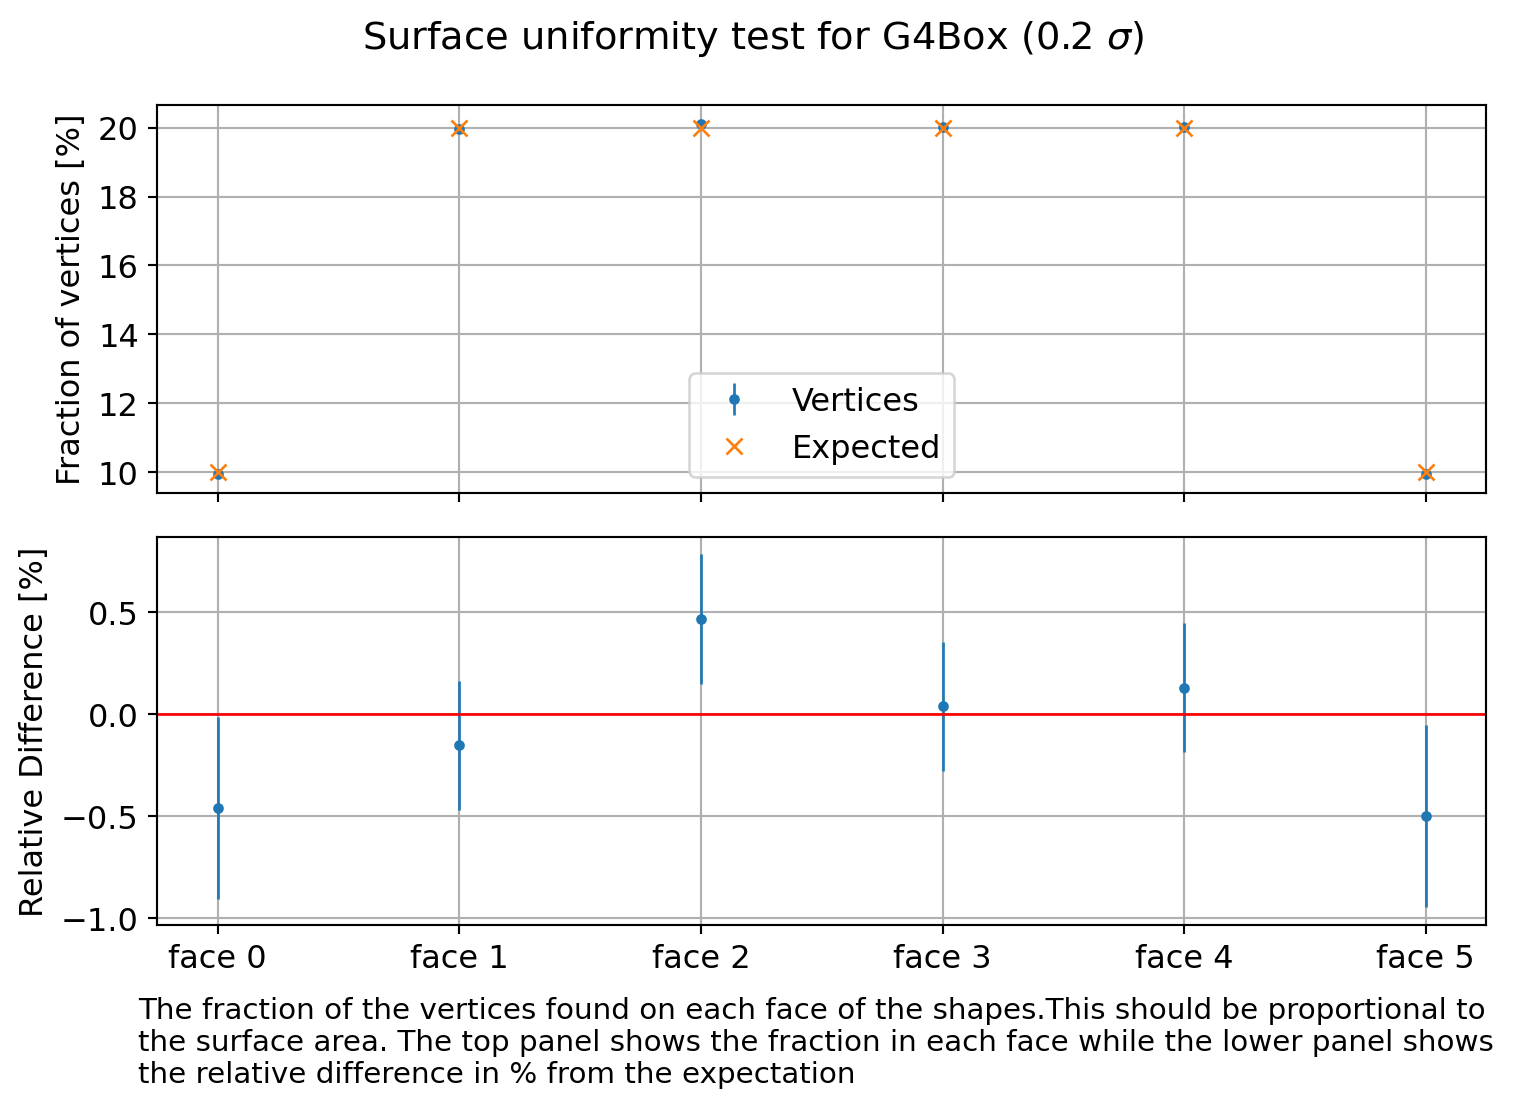 Surface uniformity test for G4Box (0.2 σ)
Fraction of vertices [%]
20
18
16
14
12
10
Vertices
Expected
Relative Difference [%]
0.5
0.0
−0.5
−1.0
face 0
face 1
face 2
face 3
face 4
face 5
The fraction of the vertices found on each face of the shapes.This should be proportional to
the surface area. The top panel shows the fraction in each face while the lower panel shows
the relative difference in % from the expectation